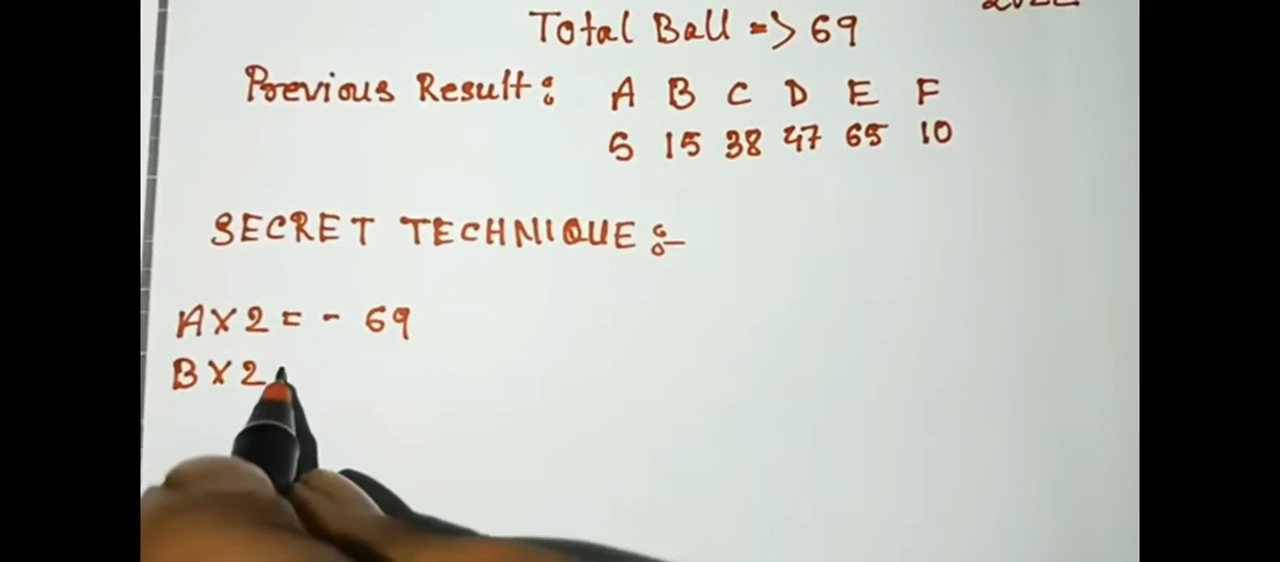 Total Ball => 69
Previous Result: A B C D E F
5 15 38 47 65 10
SECRET TECHNIQUE :-
A X 2 = - 69
B X 2